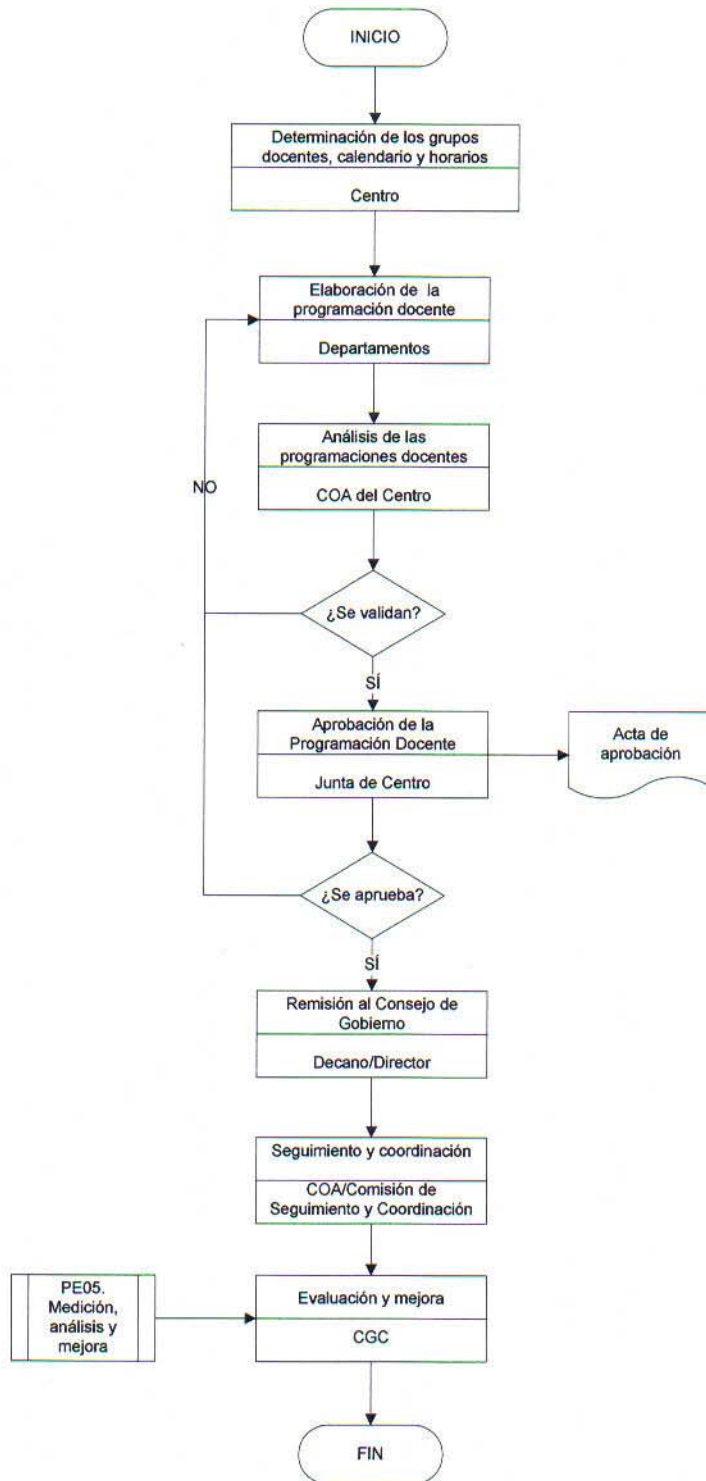 INICIO
Determinación de los grupos
docentes, calendario y horarios
Centro
Elaboración de la
programación docente
Departamentos
Análisis de las
programaciones docentes
COA del Centro
NO
¿Se validan?
SÍ
Aprobación de la
Programación Docente
Junta de Centro
Acta de
aprobación
¿Se aprueba?
SÍ
Remisión al Consejo de
Gobierno
Decano/Director
Seguimiento y coordinación
COA/Comisión de
Seguimiento y Coordinación
PE05.
Medición,
análisis y
mejora
Evaluación y mejora
CGC
FIN